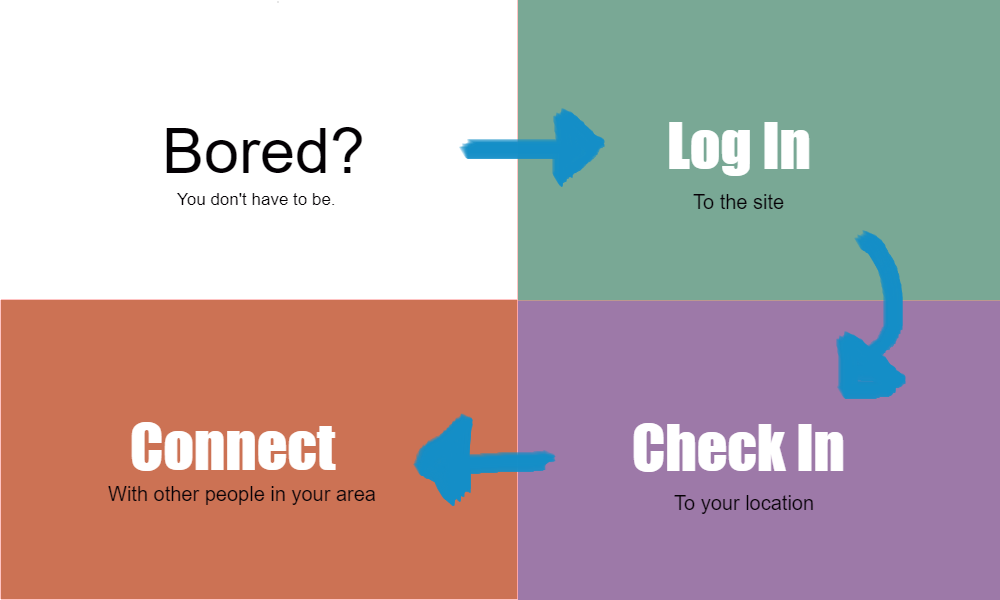 Bored?
You don't have to be.
Log In
To the site
Check In
To your location
Connect
With other people in your area